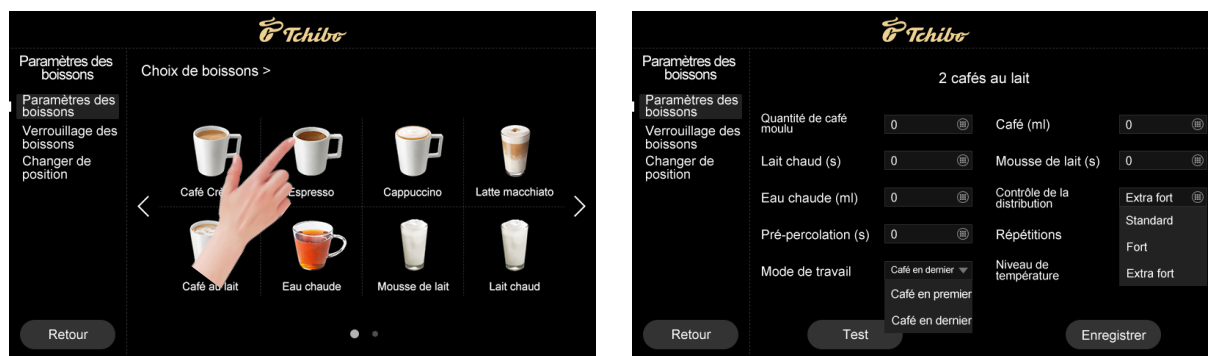 Tchibo
Paramètres des
boissons
Choix de boissons >
Paramètres des
boissons
Verrouillage des
boissons
Changer de
position
Café Crè
Espresso
Cappuccino
Latte macchiato
Café au lait
Eau chaude
Mousse de lait
Lait chaud
Retour
Tchibo
Paramètres des
boissons
2 cafés au lait
Paramètres des
boissons
Verrouillage des
boissons
Changer de
position
Quantité de café
moulu
0
Café (ml)
0
Lait chaud (s)
0
Mousse de lait (s)
0
Eau chaude (ml)
0
Contrôle de la
distribution
Extra fort
Standard
Fort
Extra fort
Pré-percolation (s)
0
Répétitions
Mode de travail
Café en dernier
Café en premier
Café en dernier
Niveau de
température
Retour
Test
Enregistrer